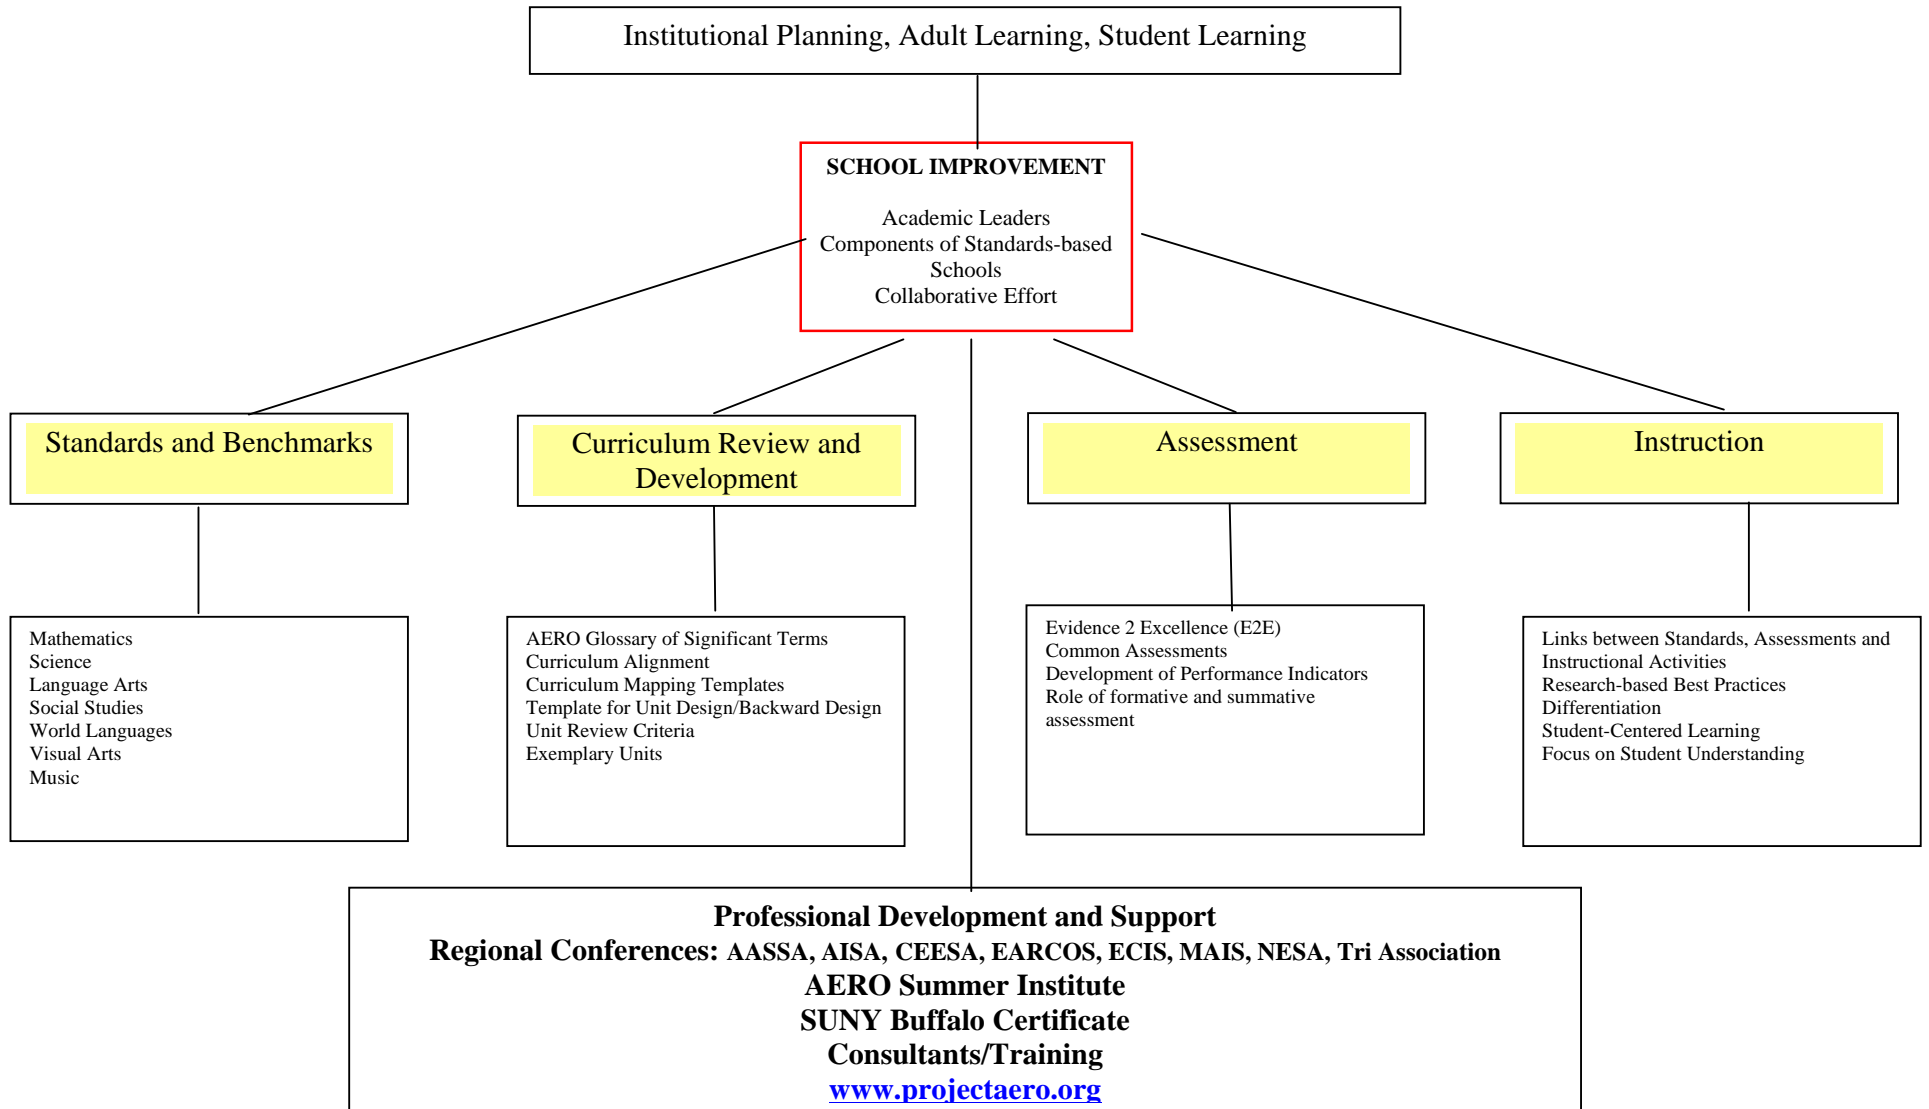 Institutional Planning, Adult Learning, Student Learning
SCHOOL IMPROVEMENT
Academic Leaders
Components of Standards-based
Schools
Collaborative Effort
Standards and Benchmarks
Curriculum Review and
Development
Assessment
Instruction
Mathematics
Science
Language Arts
Social Studies
World Languages
Visual Arts
Music
AERO Glossary of Significant Terms
Curriculum Alignment
Curriculum Mapping Templates
Template for Unit Design/Backward Design
Unit Review Criteria
Exemplary Units
Evidence 2 Excellence (E2E)
Common Assessments
Development of Performance Indicators
Role of formative and summative
assessment
Links between Standards, Assessments and
Instructional Activities
Research-based Best Practices
Differentiation
Student-Centered Learning
Focus on Student Understanding
Professional Development and Support
Regional Conferences: AASSA, AISA, CEESA, EARCOS, ECIS, MAIS, NESA, Tri Association
AERO Summer Institute
SUNY Buffalo Certificate
Consultants/Training
www.projectaero.org